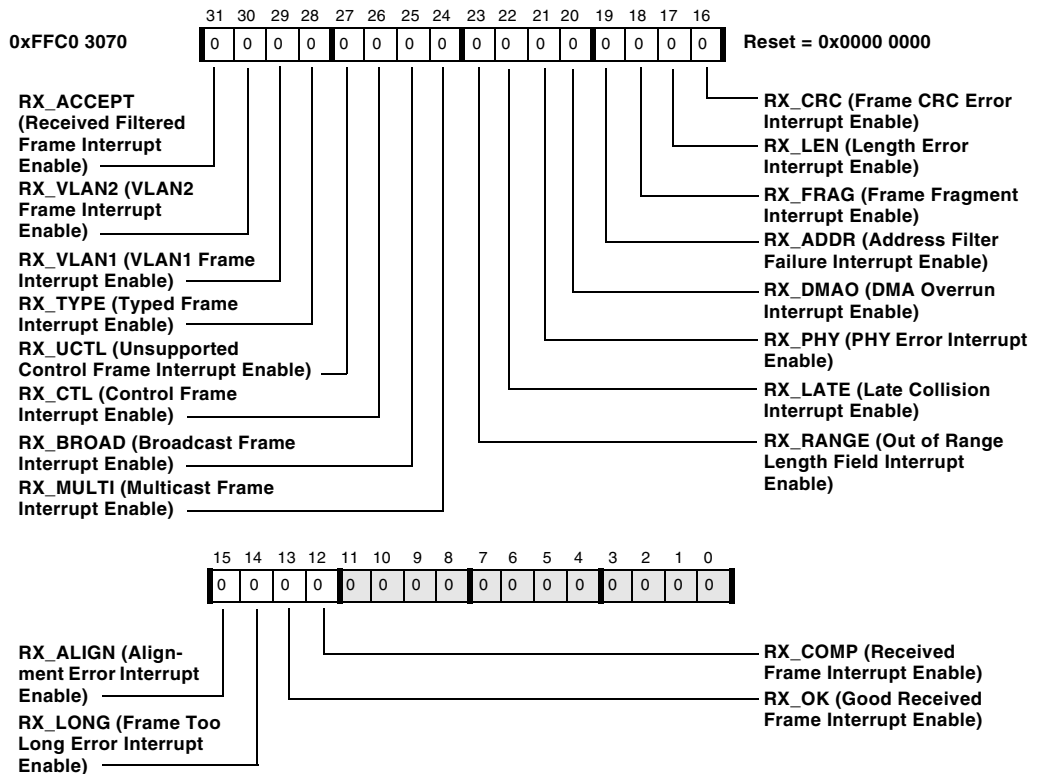 31 30 29 28 27 26 25 24 23 22 21 20 19 18 17 16
0xFFC0 3070
0 0 0 0 0 0 0 0 0 0 0 0 0 0 0 0
Reset = 0x0000 0000
RX_ACCEPT
(Received Filtered
Frame Interrupt
Enable)
RX_VLAN2 (VLAN2
Frame Interrupt
Enable)
RX_VLAN1 (VLAN1 Frame
Interrupt Enable)
RX_TYPE (Typed Frame
Interrupt Enable)
RX_UCTL (Unsupported
Control Frame Interrupt Enable)
RX_CTL (Control Frame
Interrupt Enable)
RX_BROAD (Broadcast Frame
Interrupt Enable)
RX_MULTI (Multicast Frame
Interrupt Enable)
RX_CRC (Frame CRC Error
Interrupt Enable)
RX_LEN (Length Error
Interrupt Enable)
RX_FRAG (Frame Fragment
Interrupt Enable)
RX_ADDR (Address Filter
Failure Interrupt Enable)
RX_DMAO (DMA Overrun
Interrupt Enable)
RX_PHY (PHY Error Interrupt
Enable)
RX_LATE (Late Collision
Interrupt Enable)
RX_RANGE (Out of Range
Length Field Interrupt
Enable)
15 14 13 12 11 10 9 8 7 6 5 4 3 2 1 0
0 0 0 0 0 0 0 0 0 0 0 0 0 0 0 0
RX_ALIGN (Align-
ment Error Interrupt
Enable)
RX_LONG (Frame Too
Long Error Interrupt
Enable)
RX_COMP (Received
Frame Interrupt Enable)
RX_OK (Good Received
Frame Interrupt Enable)